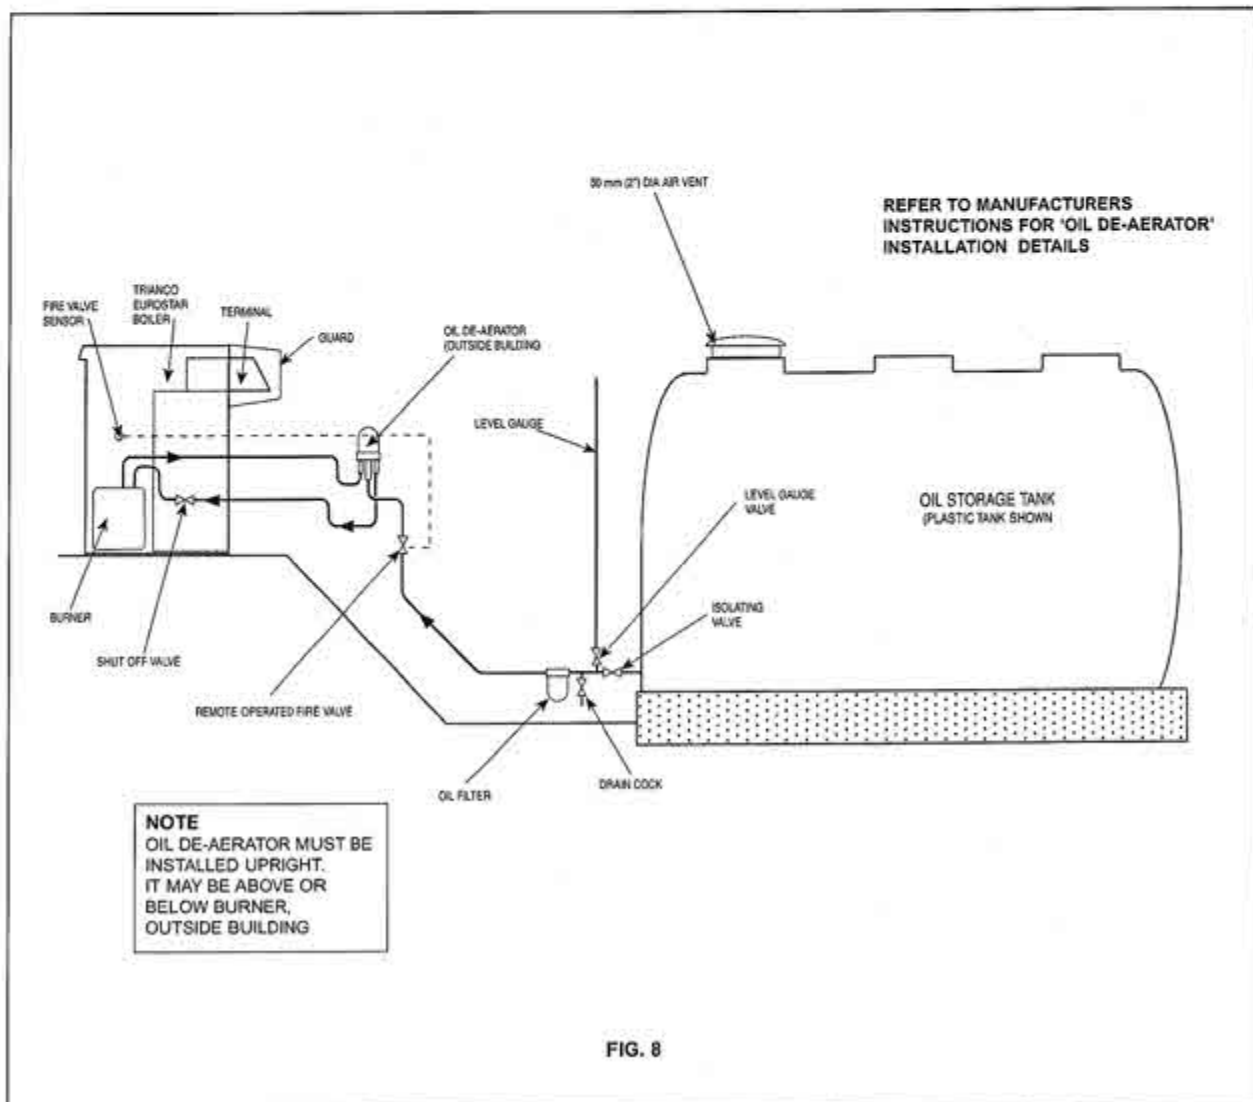 50 mm (2") DIA AIR VENT
REFER TO MANUFACTURERS
INSTRUCTIONS FOR 'OIL DE-AERATOR'
INSTALLATION DETAILS
FIRE VALVE
SENSOR
TRIANCO
EUROSTAR
BOILER
TERMINAL
GUARD
OIL DE-AERATOR
(OUTSIDE BUILDING
LEVEL GAUGE
LEVEL GAUGE
VALVE
OIL STORAGE TANK
(PLASTIC TANK SHOWN
ISOLATING
VALVE
BURNER
SHUT OFF VALVE
REMOTE OPERATED FIRE VALVE
OIL FILTER
DRAIN COCK
NOTE
OIL DE-AERATOR MUST BE
INSTALLED UPRIGHT.
IT MAY BE ABOVE OR
BELOW BURNER,
OUTSIDE BUILDING
FIG. 8